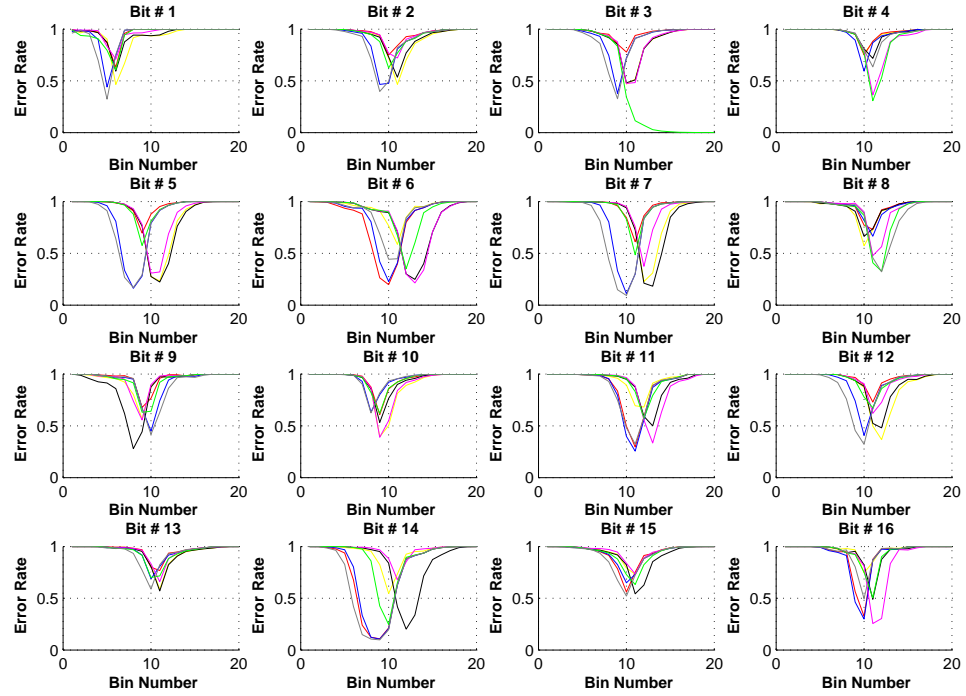 Bit # 1 Bit # 2 Bit # 3 Bit # 4
1 1 1 1
Error Rate Error Rate Error Rate Error Rate
0.5 0.5 0.5 0.5
0 0 0 0
0 10 20 0 10 20 0 10 20 0 10 20
Bin Number Bin Number Bin Number Bin Number
Bit # 5 Bit # 6 Bit # 7 Bit # 8
1 1 1 1
Error Rate Error Rate Error Rate Error Rate
0.5 0.5 0.5 0.5
0 0 0 0
0 10 20 0 10 20 0 10 20 0 10 20
Bin Number Bin Number Bin Number Bin Number
Bit # 9 Bit # 10 Bit # 11 Bit # 12
1 1 1 1
Error Rate Error Rate Error Rate Error Rate
0.5 0.5 0.5 0.5
0 0 0 0
0 10 20 0 10 20 0 10 20 0 10 20
Bin Number Bin Number Bin Number Bin Number
Bit # 13 Bit # 14 Bit # 15 Bit # 16
1 1 1 1
Error Rate Error Rate Error Rate Error Rate
0.5 0.5 0.5 0.5
0 0 0 0
0 10 20 0 10 20 0 10 20 0 10 20
Bin Number Bin Number Bin Number Bin Number